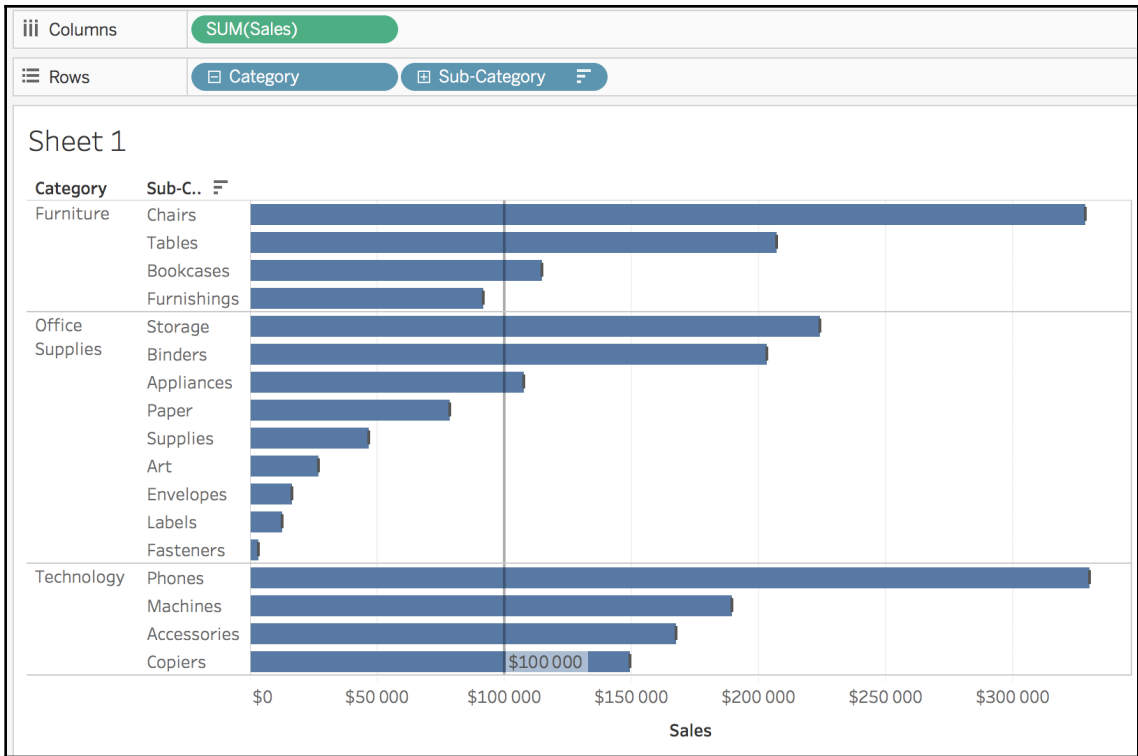 Columns SUM(Sales)
Rows Category Sub-Category
Sheet 1
Category Sub-C..
Furniture Chairs
Tables
Bookcases
Furnishings
Office
Supplies
Storage
Binders
Appliances
Paper
Supplies
Art
Envelopes
Labels
Fasteners
Technology Phones
Machines
Accessories
Copiers $100 000
$0 $50 000 $100 000 $150 000 $200 000 $250 000 $300 000
Sales